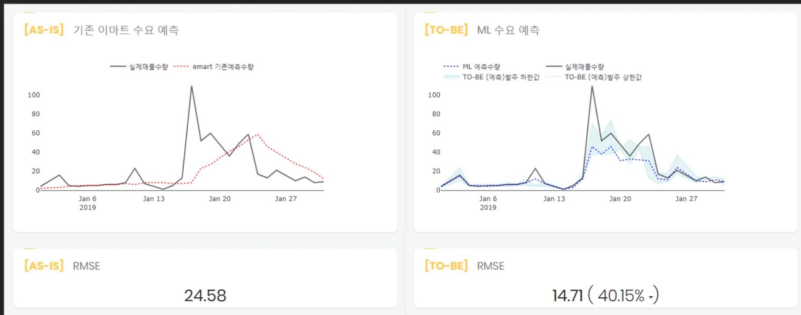 [AS-IS] 기존 이마트 수요 예측
실제매출수량 emart 기존예측수량
100
80
60
40
20
0
Jan 6
2019
Jan 13
Jan 20
Jan 27
[TO-BE] ML 수요 예측
ML 예측수량 실제매출수량
TO-BE (예측)발주 하한값 TO-BE (예측)발주 상한값
100
80
60
40
20
0
Jan 6
2019
Jan 13
Jan 20
Jan 27
[AS-IS] RMSE
24.58
[TO-BE] RMSE
14.71 ( 40.15% )